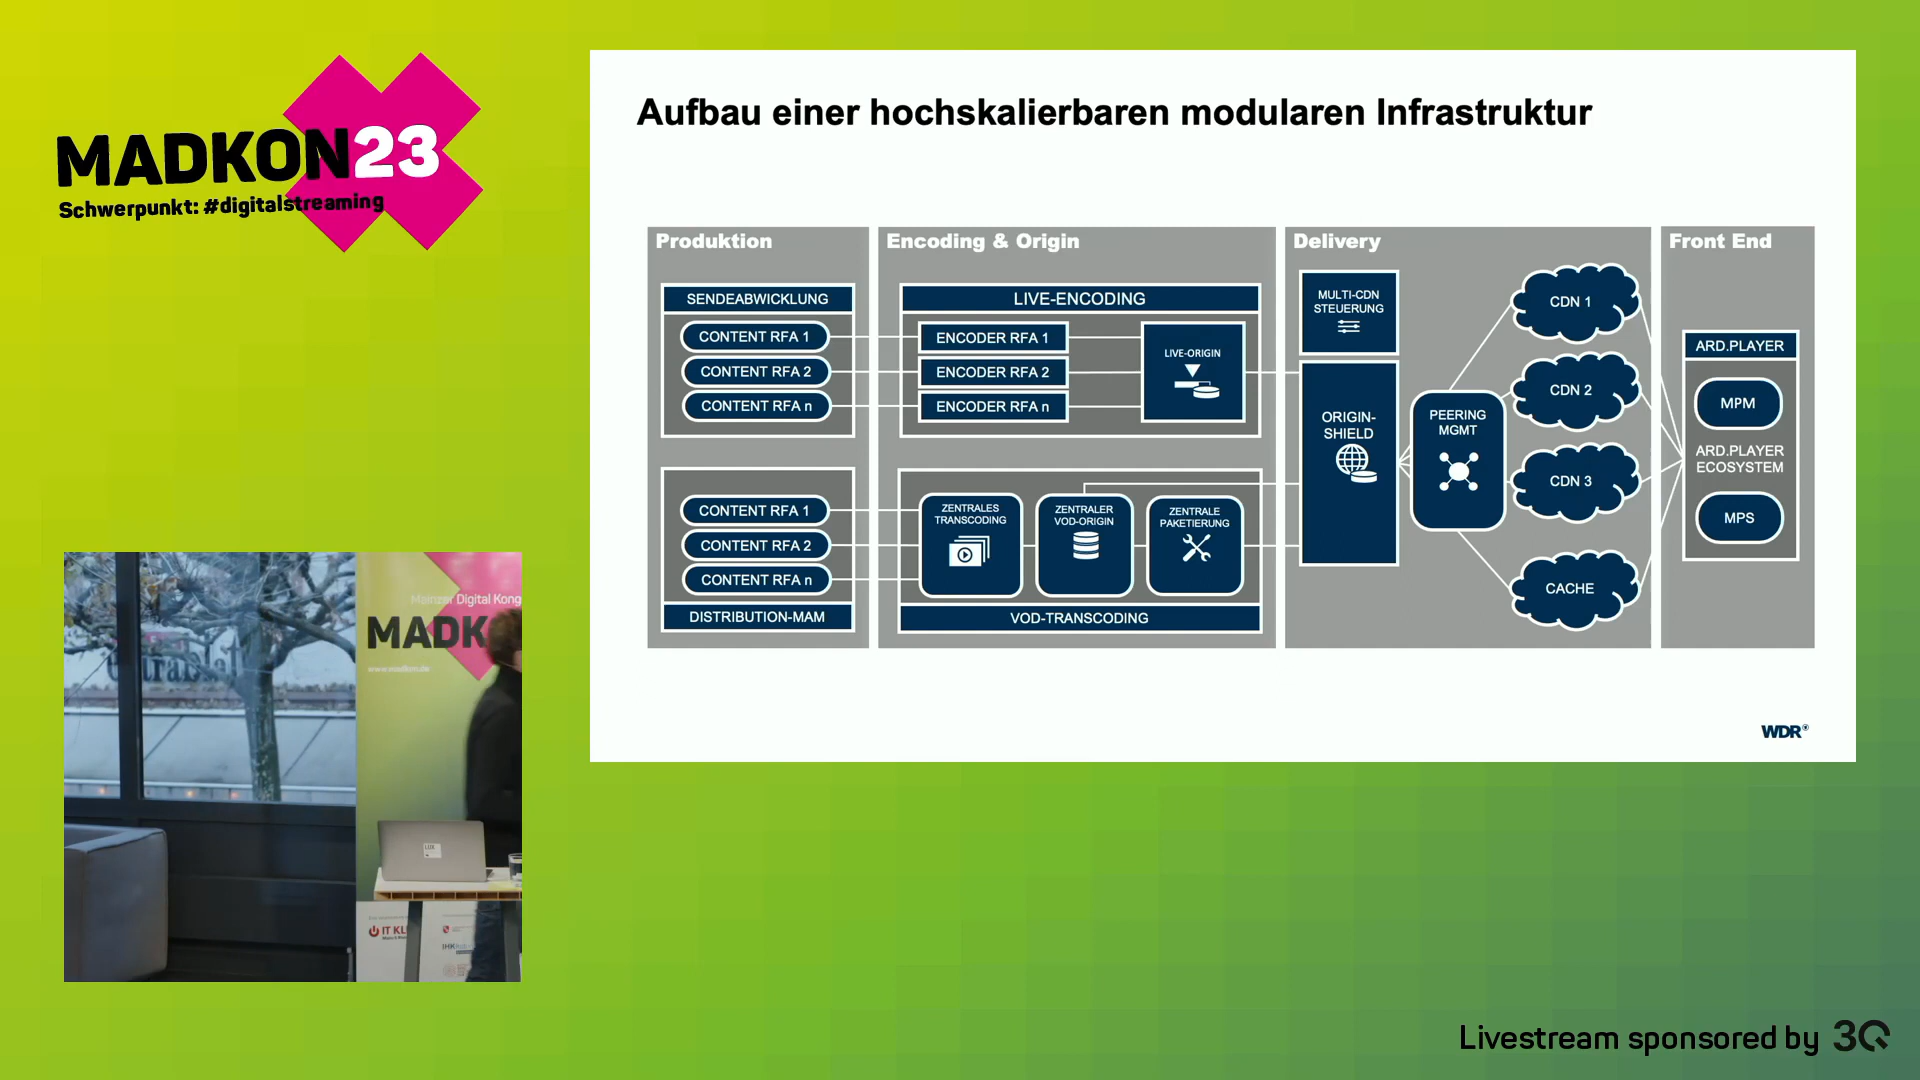 MADKON23
Schwerpunkt: #digitalstreaming
Aufbau einer hochskalierbaren modularen Infrastruktur
Produktion
SENDEABWICKLUNG
CONTENT RFA 1
CONTENT RFA 2
CONTENT RFA n
CONTENT RFA 1
CONTENT RFA 2
CONTENT RFA n
DISTRIBUTION-MAM
Encoding & Origin
LIVE-ENCODING
ENCODER RFA 1
ENCODER RFA 2
ENCODER RFA n
LIVE-ORIGIN
ZENTRALES
TRANSCODING
ZENTRALER
VOD-ORIGIN
ZENTRALE
PAKETIERUNG
VOD-TRANSCODING
Delivery
MULTI-CDN
STEUERUNG
ORIGIN-
SHIELD
PEERING
MGMT
CDN 1
CDN 2
CDN 3
CACHE
Front End
ARD.PLAYER
MPM
ARD.PLAYER
ECOSYSTEM
MPS
WDR
Mainzer Digital Kong
MADK
www.madkon.de
LUX
IT KL
IHK
Livestream sponsored by 3Q